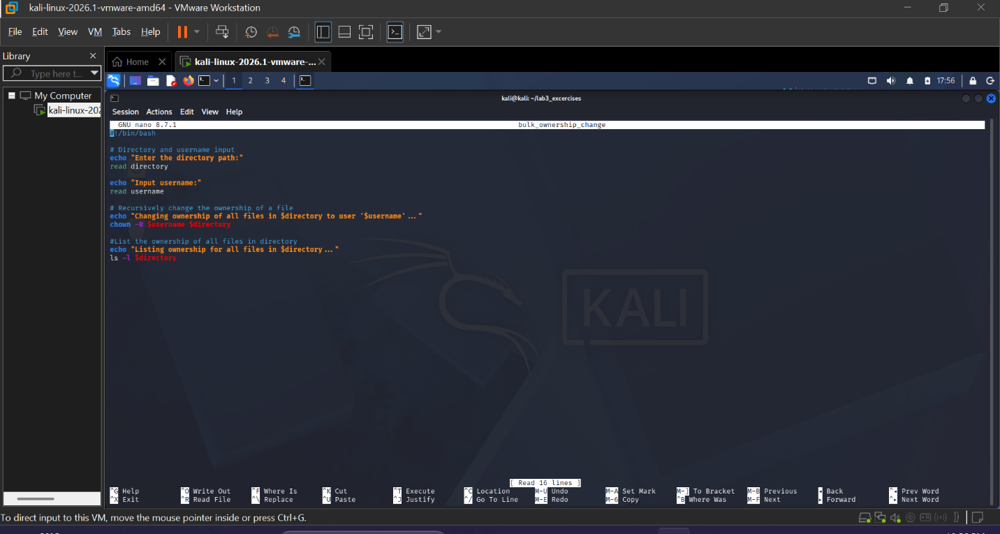 kali-linux-2026.1-vmware-amd64 - VMware Workstation
File Edit View VM Tabs Help
Library
Home
kali-linux-2026.1-vmware-...
Type here t...
My Computer
kali-linux-202
1 2 3 4
17:56
kali@kali: ~/lab3_excercises
Session Actions Edit View Help
GNU nano 8.7.1 bulk_ownership_change
#!/bin/bash
# Directory and username input
echo "Enter the directory path:"
read directory
echo "Input username:"
read username
# Recursively change the ownership of a file
echo "Changing ownership of all files in $directory to user '$username'..."
chown -R $username $directory
#List the ownership of all files in directory
echo "Listing ownership for all files in $directory..."
ls -l $directory
KALI
[ Read 16 lines ]
^G Help ^O Write Out ^F Where Is ^K Cut ^T Execute ^C Location M-U Undo M-A Set Mark M-] To Bracket M-B Previous ◂ Back ^◂ Prev Word
^X Exit ^R Read File ^\ Replace ^U Paste ^J Justify ^/ Go To Line M-E Redo M-6 Copy ^B Where Was M-F Next ▸ Forward ^▸ Next Word
To direct input to this VM, move the mouse pointer inside or press Ctrl+G.